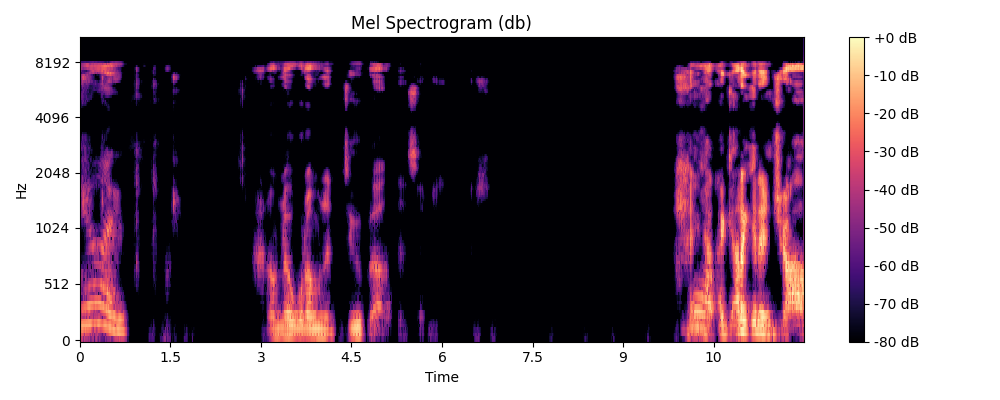 Mel Spectrogram (db)
8192
4096
2048
1024
512
0
Hz
0 1.5 3 4.5 6 7.5 9 10
Time
+0 dB
-10 dB
-20 dB
-30 dB
-40 dB
-50 dB
-60 dB
-70 dB
-80 dB